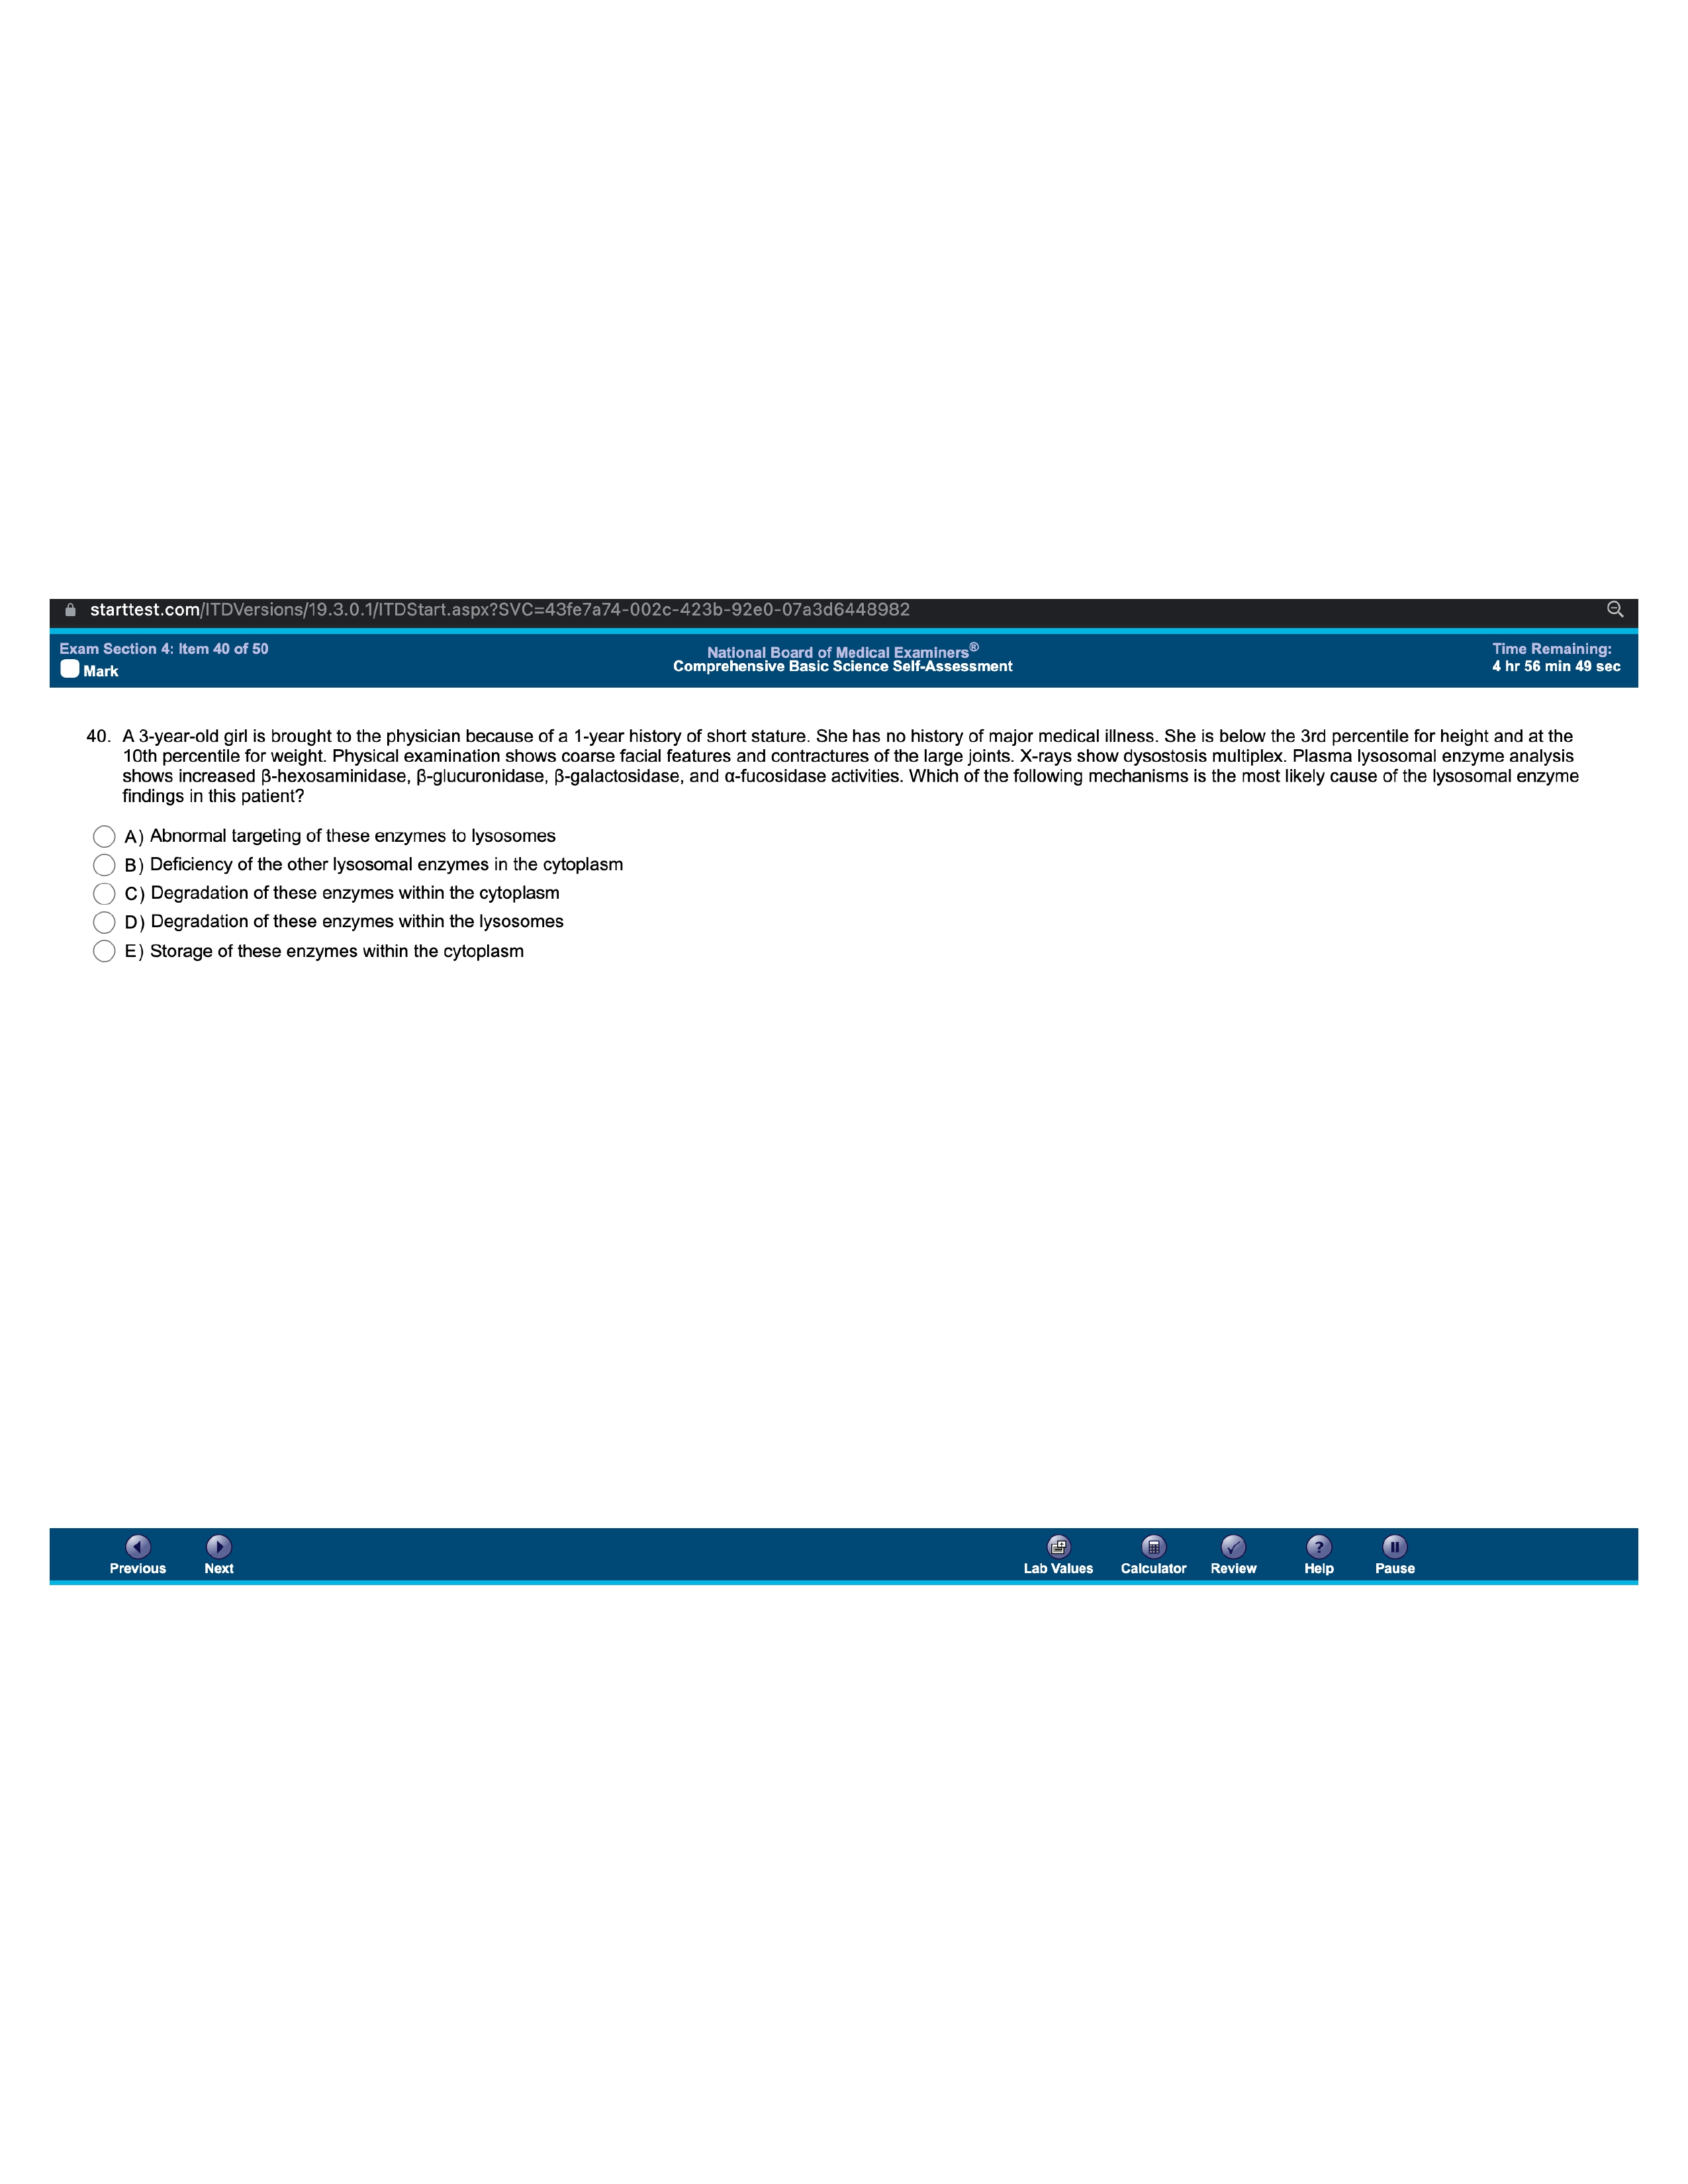 starttest.com/ITDVersions/19.3.0.1/ITDStart.aspx?SVC=43fe7a74-002c-423b-92e0-07a3d6448982
Exam Section 4: Item 40 of 50
Mark
National Board of Medical Examiners®
Comprehensive Basic Science Self-Assessment
Time Remaining:
4 hr 56 min 49 sec
40. A 3-year-old girl is brought to the physician because of a 1-year history of short stature. She has no history of major medical illness. She is below the 3rd percentile for height and at the
10th percentile for weight. Physical examination shows coarse facial features and contractures of the large joints. X-rays show dysostosis multiplex. Plasma lysosomal enzyme analysis
shows increased β-hexosaminidase, β-glucuronidase, β-galactosidase, and α-fucosidase activities. Which of the following mechanisms is the most likely cause of the lysosomal enzyme
findings in this patient?
A) Abnormal targeting of these enzymes to lysosomes
B) Deficiency of the other lysosomal enzymes in the cytoplasm
C) Degradation of these enzymes within the cytoplasm
D) Degradation of these enzymes within the lysosomes
E) Storage of these enzymes within the cytoplasm
Previous
Next
Lab Values
Calculator
Review
Help
Pause